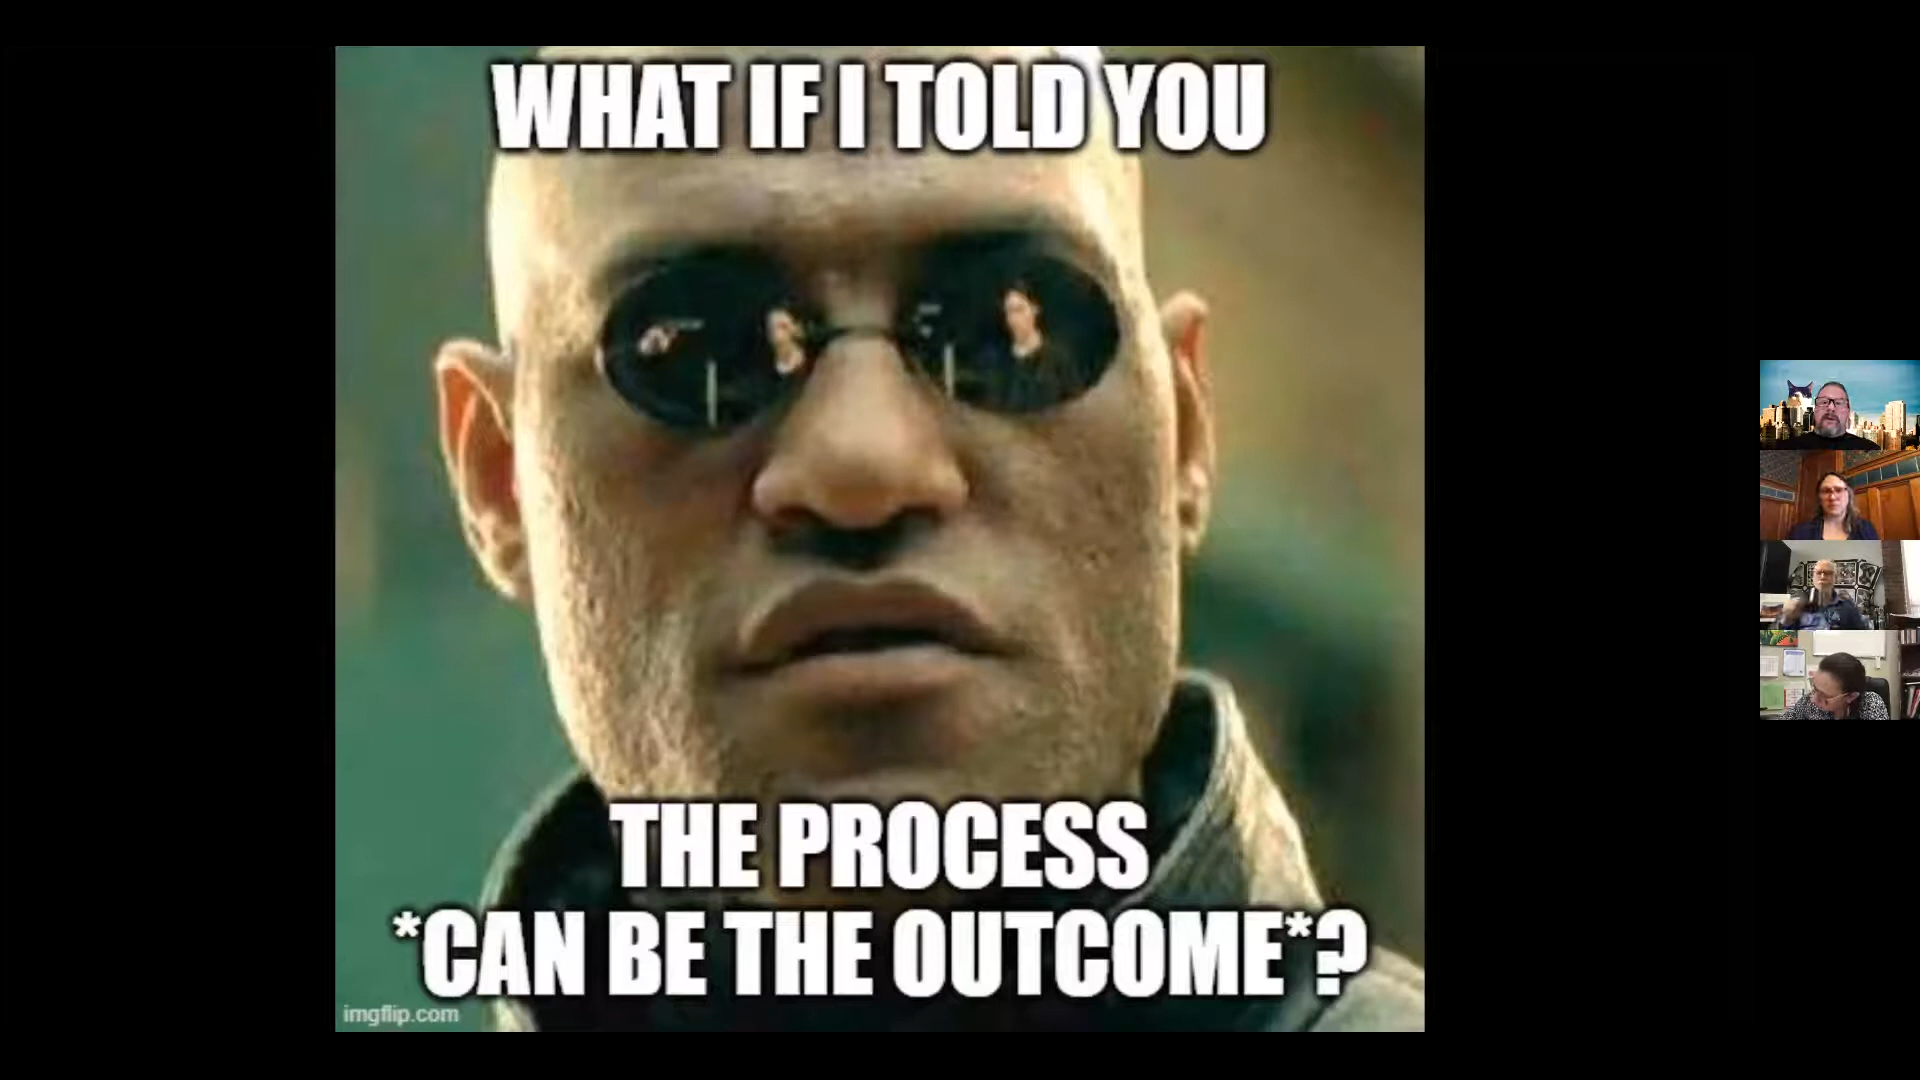 WHAT IF I TOLD YOU
THE PROCESS
*CAN BE THE OUTCOME*?
imgflip.com